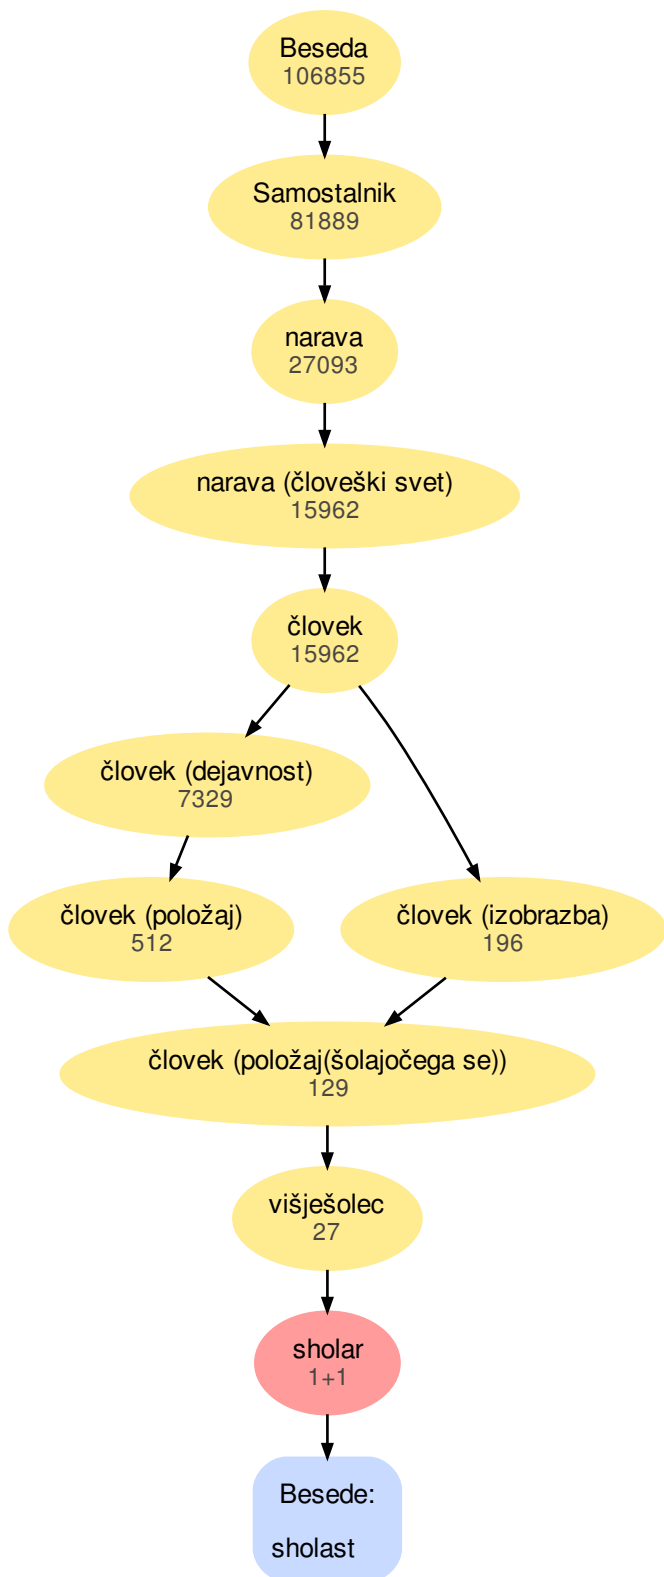 Beseda
106855
Samostalnik
81889
narava
27093
narava (človeški svet)
15962
človek
15962
človek (dejavnost)
7329
človek (položaj)
512
človek (izobrazba)
196
človek (položaj(šolajočega se))
129
višješolec
27
sholar
1+1
Besede:
sholast